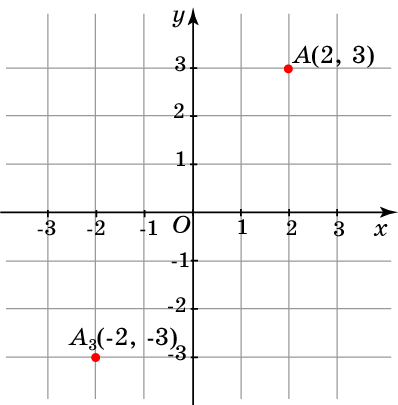 y
A(2, 3)
3
2
1
-3 -2 -1 O 1 2 3 x
-1
-2
A₃(-2, -3)
-3